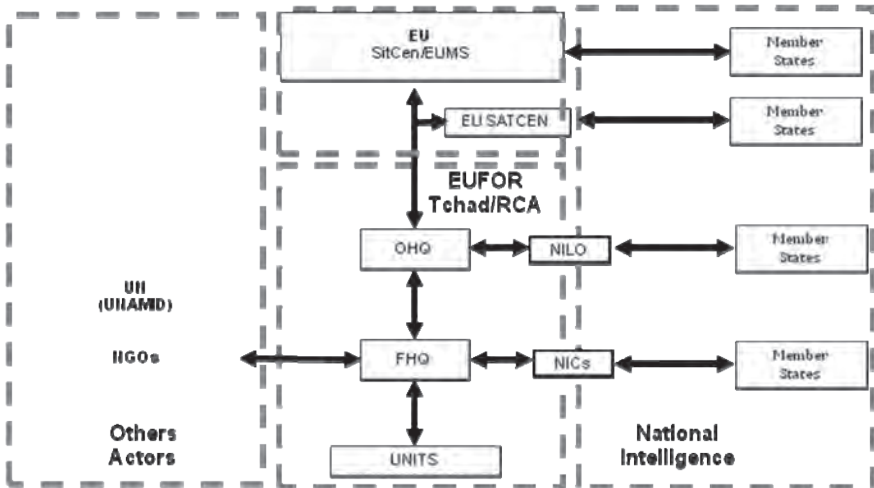 EU
SitCen/EUMS
Member
States
EU SATCEN
Member
States
EUFOR
Tchad/RCA
OHQ
NILO
Member
States
UN
(UNAMID)
NGOs
FHQ
NICs
Member
States
Others
Actors
UNITS
National
Intelligence